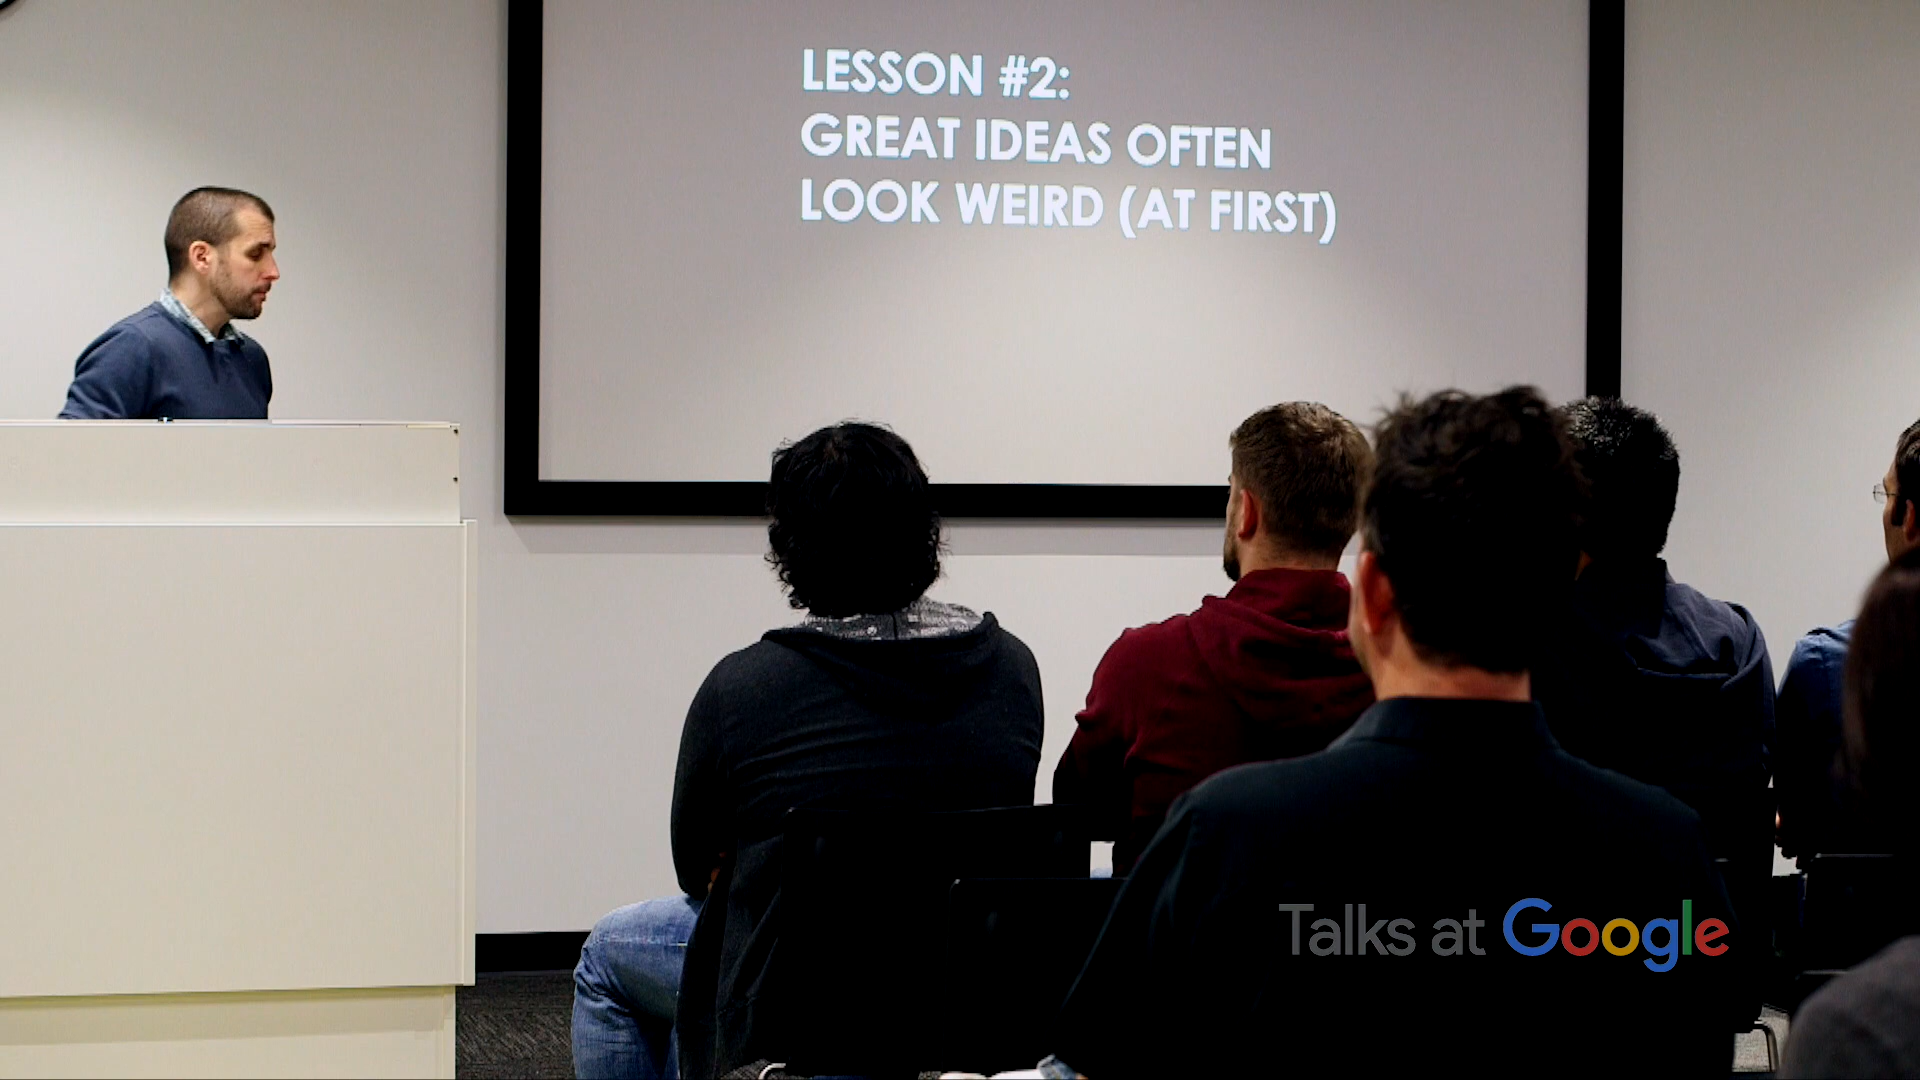 LESSON #2:
GREAT IDEAS OFTEN
LOOK WEIRD (AT FIRST)
Talks at Google